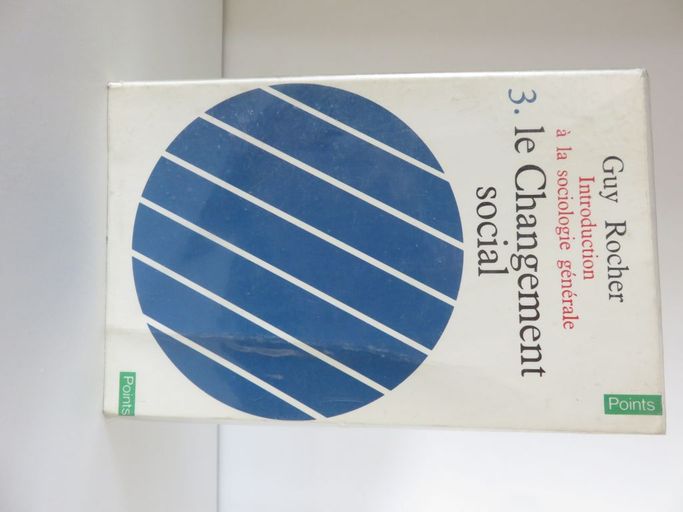 Guy Rocher
Introduction
à la sociologie générale
3. le Changement
social
Points
Points